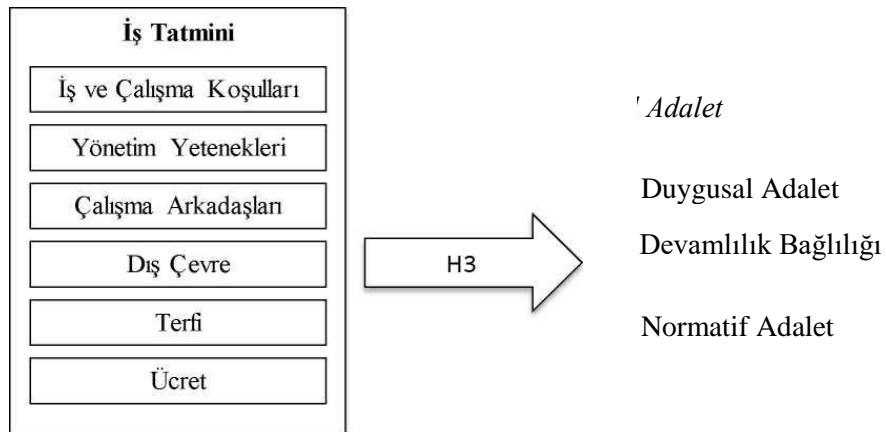 İş Tatmini
İş ve Çalışma Koşulları
Yönetim Yetenekleri
Çalışma Arkadaşları
Dış Çevre
Terfi
Ücret
H3
Adalet
Duygusal Adalet
Devamlılık Bağlılığı
Normatif Adalet